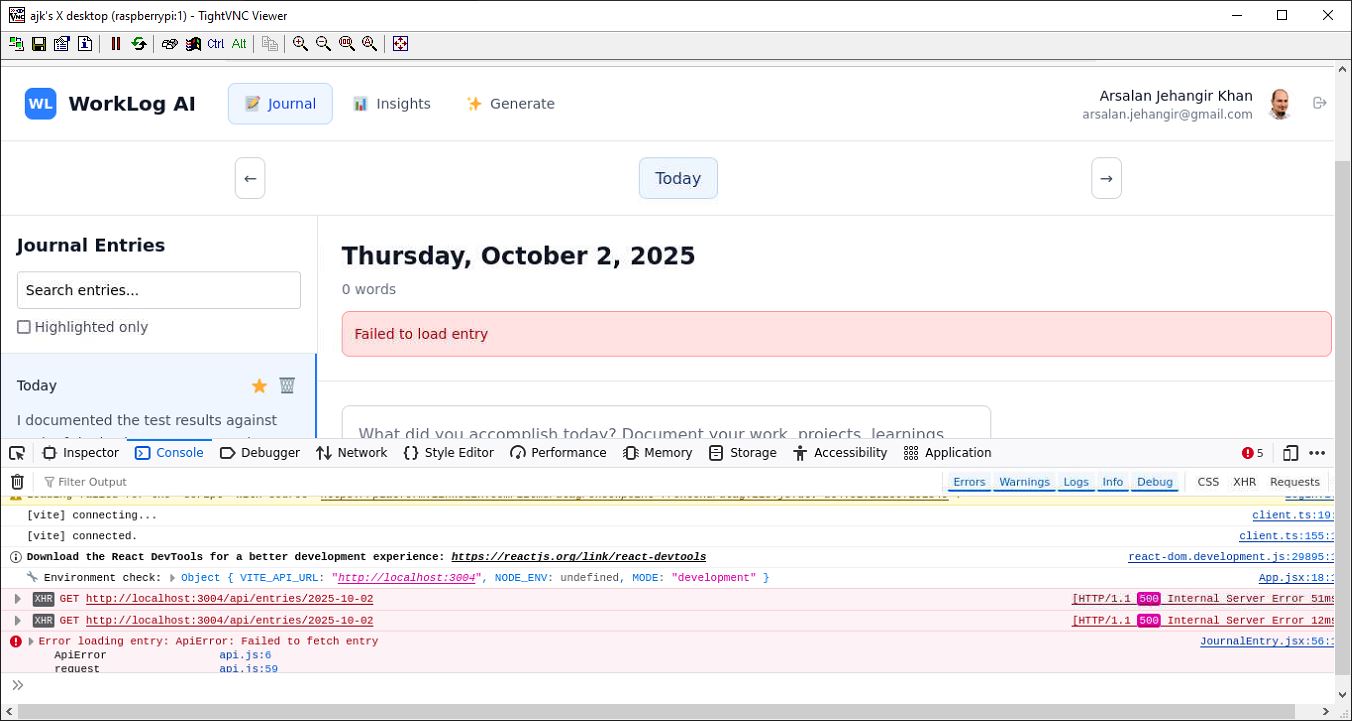 ajk's X desktop (raspberrypi:1) - TightVNC Viewer
Ctrl Alt
WL WorkLog AI Journal Insights Generate
Arsalan Jehangir Khan
arsalan.jehangir@gmail.com
← Today →
Journal Entries
Search entries...
Highlighted only
Today
I documented the test results against
Thursday, October 2, 2025
0 words
Failed to load entry
What did you accomplish today? Document your work, projects, learnings
Inspector Console Debugger Network Style Editor Performance Memory Storage Accessibility Application 5
Filter Output Errors Warnings Logs Info Debug CSS XHR Requests
[vite] connecting... client.ts:19:
[vite] connected. client.ts:155:1
Download the React DevTools for a better development experience: https://reactjs.org/link/react-devtools react-dom.development.js:29895:1
Environment check: Object { VITE_API_URL: "http://localhost:3004", NODE_ENV: undefined, MODE: "development" } App.jsx:18:1
XHR GET http://localhost:3004/api/entries/2025-10-02 [HTTP/1.1 500 Internal Server Error 51ms
XHR GET http://localhost:3004/api/entries/2025-10-02 [HTTP/1.1 500 Internal Server Error 12ms
Error loading entry: ApiError: Failed to fetch entry JournalEntry.jsx:56:1
ApiError api.js:6
request api.js:59